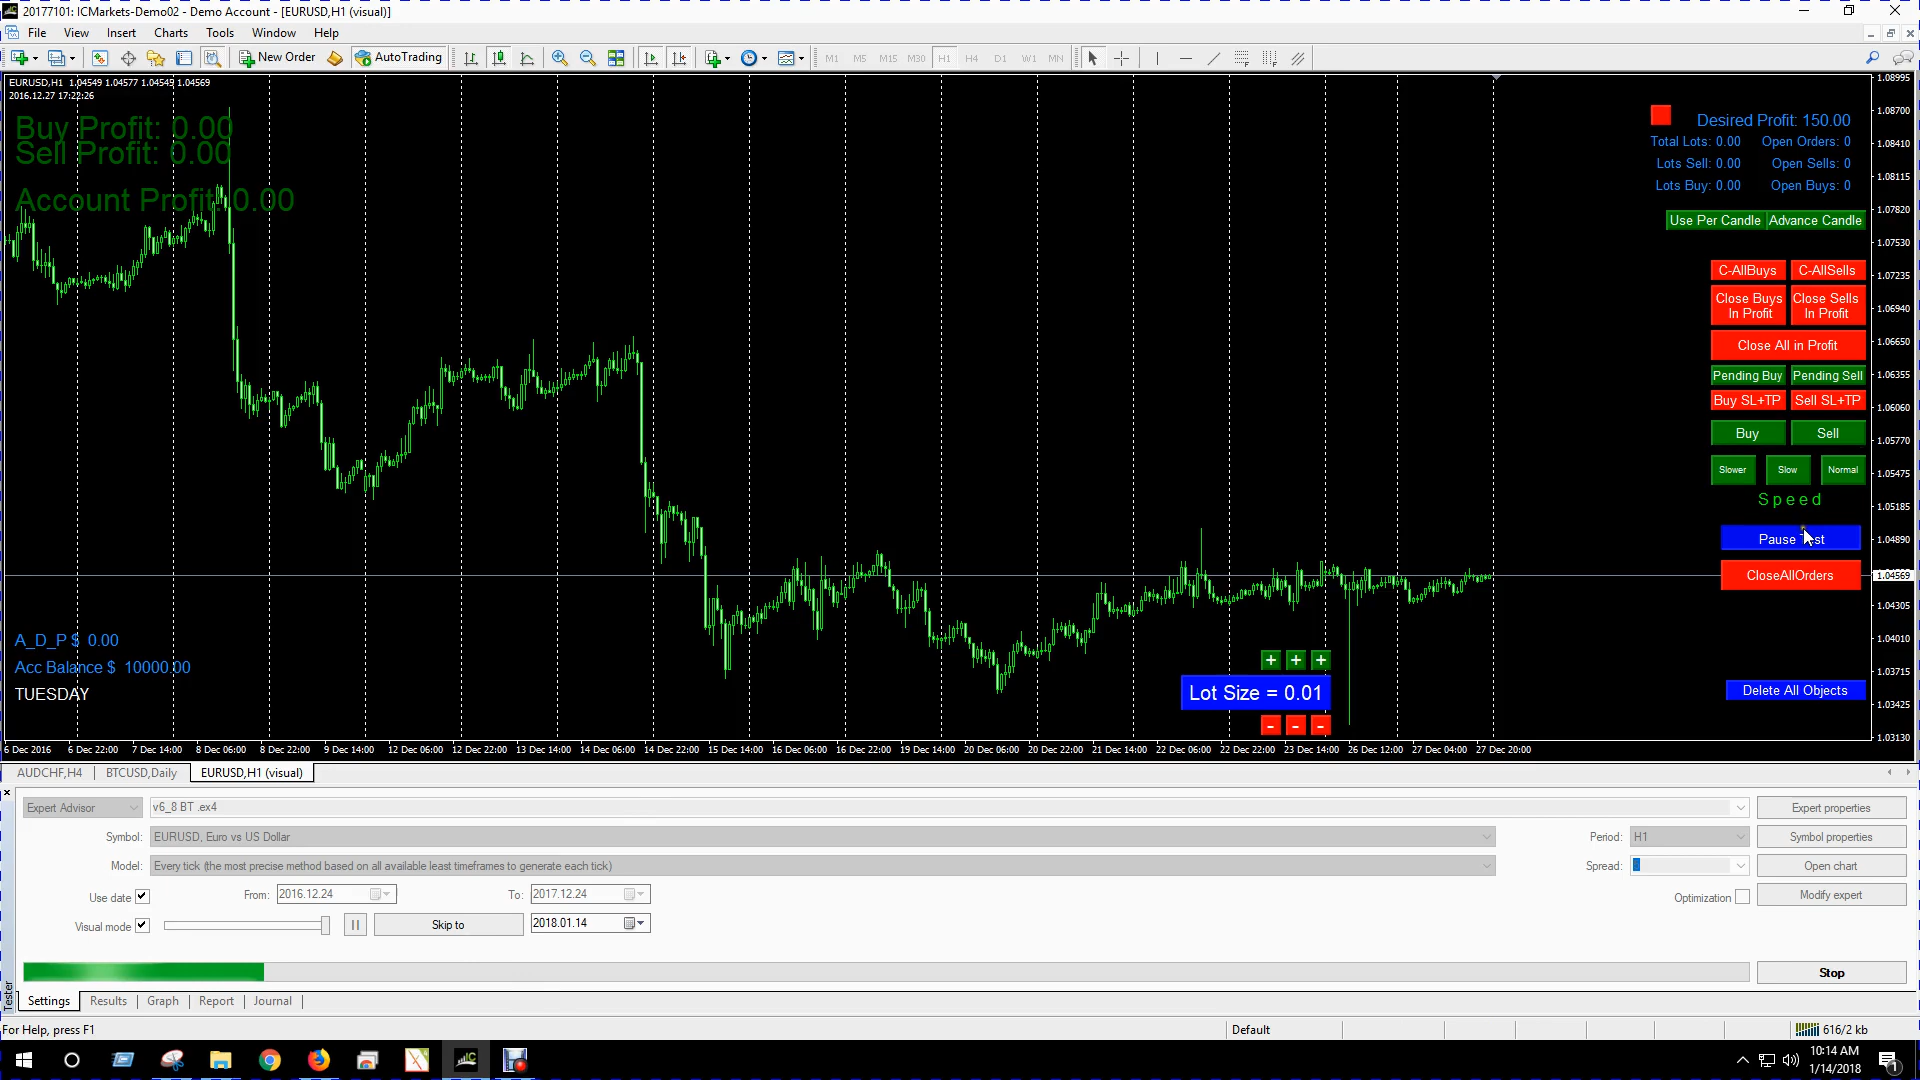 20177101: ICMarkets-Demo02 - Demo Account - [EURUSD,H1 (visual)]
File View Insert Charts Tools Window Help
New Order AutoTrading M1 M5 M15 M30 H1 H4 D1 W1 MN
EURUSD,H1 1.04549 1.04577 1.04545 1.04569
2016.12.27 17:22:26
Buy Profit: 0.00
Sell Profit: 0.00
Account Profit: 0.00
A_D_P $ 0.00
Acc Balance $ 10000.00
TUESDAY
Desired Profit: 150.00
Total Lots: 0.00 Open Orders: 0
Lots Sell: 0.00 Open Sells: 0
Lots Buy: 0.00 Open Buys: 0
Use Per Candle Advance Candle
C-AllBuys C-AllSells
Close Buys Close Sells
In Profit In Profit
Close All in Profit
Pending Buy Pending Sell
Buy SL+TP Sell SL+TP
Buy Sell
Slower Slow Normal
Speed
Pause Test
CloseAllOrders
Delete All Objects
+ + +
Lot Size = 0.01
- - -
1.08995
1.08700
1.08410
1.08115
1.07820
1.07530
1.07235
1.06940
1.06650
1.06355
1.06060
1.05770
1.05475
1.05185
1.04890
1.04569
1.04305
1.04010
1.03715
1.03425
1.03130
6 Dec 2016 6 Dec 22:00 7 Dec 14:00 8 Dec 06:00 8 Dec 22:00 9 Dec 14:00 12 Dec 06:00 12 Dec 22:00 13 Dec 14:00 14 Dec 06:00 14 Dec 22:00 15 Dec 14:00 16 Dec 06:00 16 Dec 22:00 19 Dec 14:00 20 Dec 06:00 20 Dec 22:00 21 Dec 14:00 22 Dec 06:00 22 Dec 22:00 23 Dec 14:00 26 Dec 12:00 27 Dec 04:00 27 Dec 20:00
AUDCHF,H4 BTCUSD,Daily EURUSD,H1 (visual)
Expert Advisor v6_8 BT .ex4 Expert properties
Symbol: EURUSD, Euro vs US Dollar Period: H1 Symbol properties
Model: Every tick (the most precise method based on all available least timeframes to generate each tick) Spread: Open chart
Use date From: 2016.12.24 To: 2017.12.24 Optimization Modify expert
Visual mode Skip to 2018.01.14
Stop
Tester
Settings Results Graph Report Journal
For Help, press F1 Default 616/2 kb
10:14 AM
1/14/2018
1